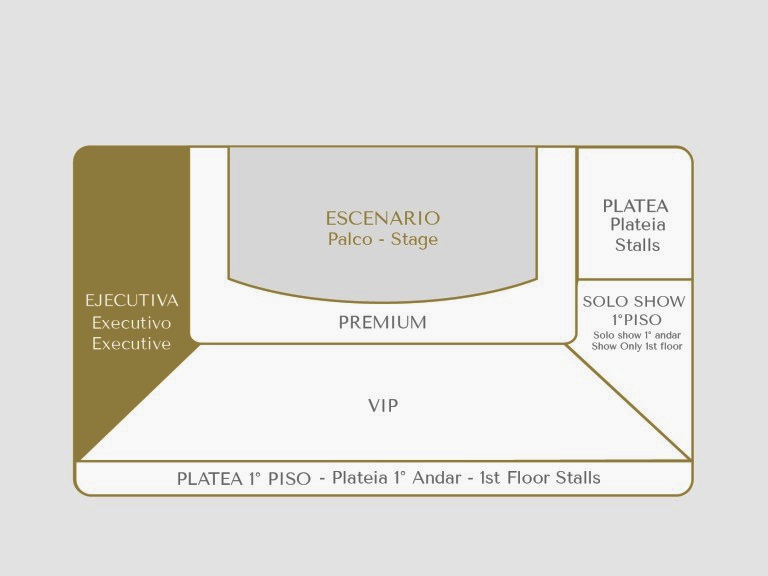 ESCENARIO
Palco - Stage
PLATEA
Plateia
Stalls
EJECUTIVA
Executivo
Executive
PREMIUM
SOLO SHOW
1°PISO
Solo show 1° andar
Show Only 1st floor
VIP
PLATEA 1° PISO - Plateia 1° Andar - 1st Floor Stalls